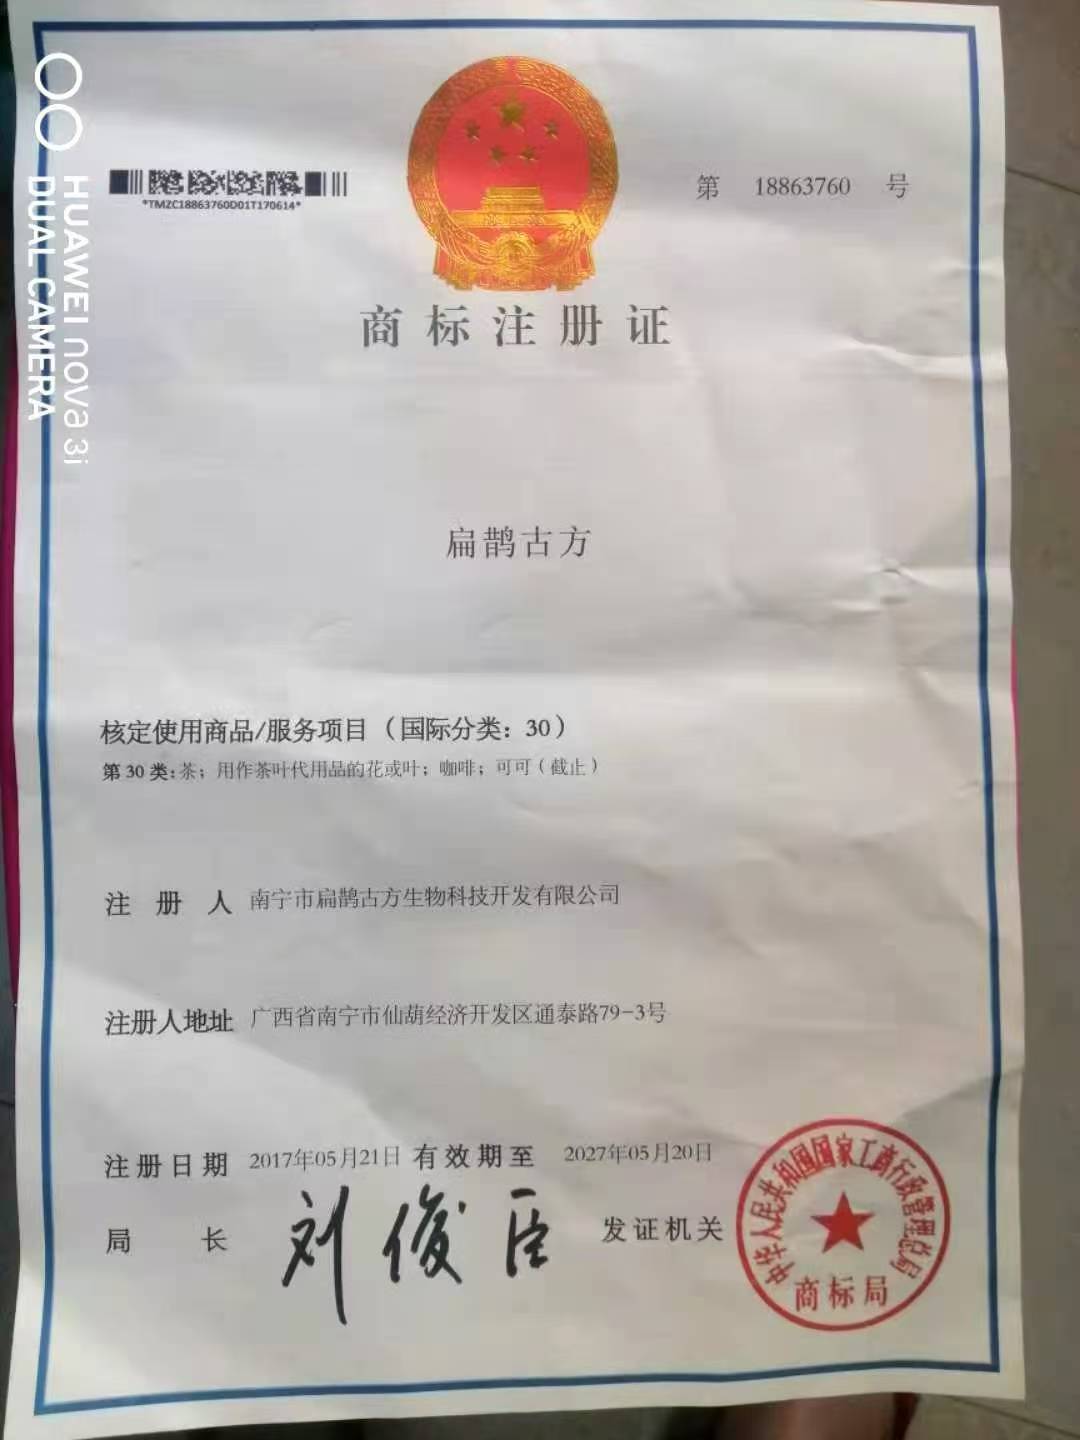 HUAWEI nova 3i
DUAL CAMERA
*TMZC18863760D01T170614*
第 18863760 号
商标注册证
扁鹊古方
核定使用商品/服务项目（国际分类：30）
第 30 类：茶；用作茶叶代用品的花或叶；咖啡；可可（截止）
注册人 南宁市扁鹊古方生物科技开发有限公司
注册人地址 广西省南宁市仙葫经济开发区通泰路79-3号
注册日期 2017年05月21日 有效期至 2027年05月20日
局长 刘俊臣 发证机关
中华人民共和国国家工商行政管理总局
商标局